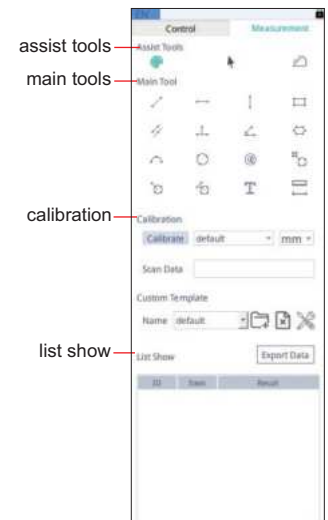 Control Measurement
assist tools Assist Tools
main tools Main Tool
T
calibration Calibration
Calibrate default mm
Scan Data
Custom Template
Name default
list show List Show Export Data
ID Item Result